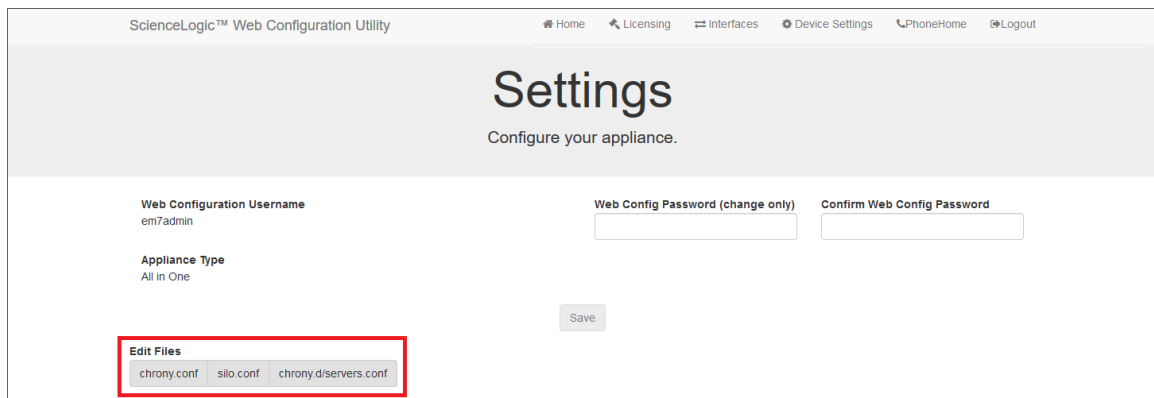 ScienceLogic™ Web Configuration Utility Home Licensing Interfaces Device Settings PhoneHome Logout
Settings
Configure your appliance.
Web Configuration Username Web Config Password (change only) Confirm Web Config Password
em7admin
Appliance Type
All in One
Save
Edit Files
chrony.conf silo.conf chrony.d/servers.conf